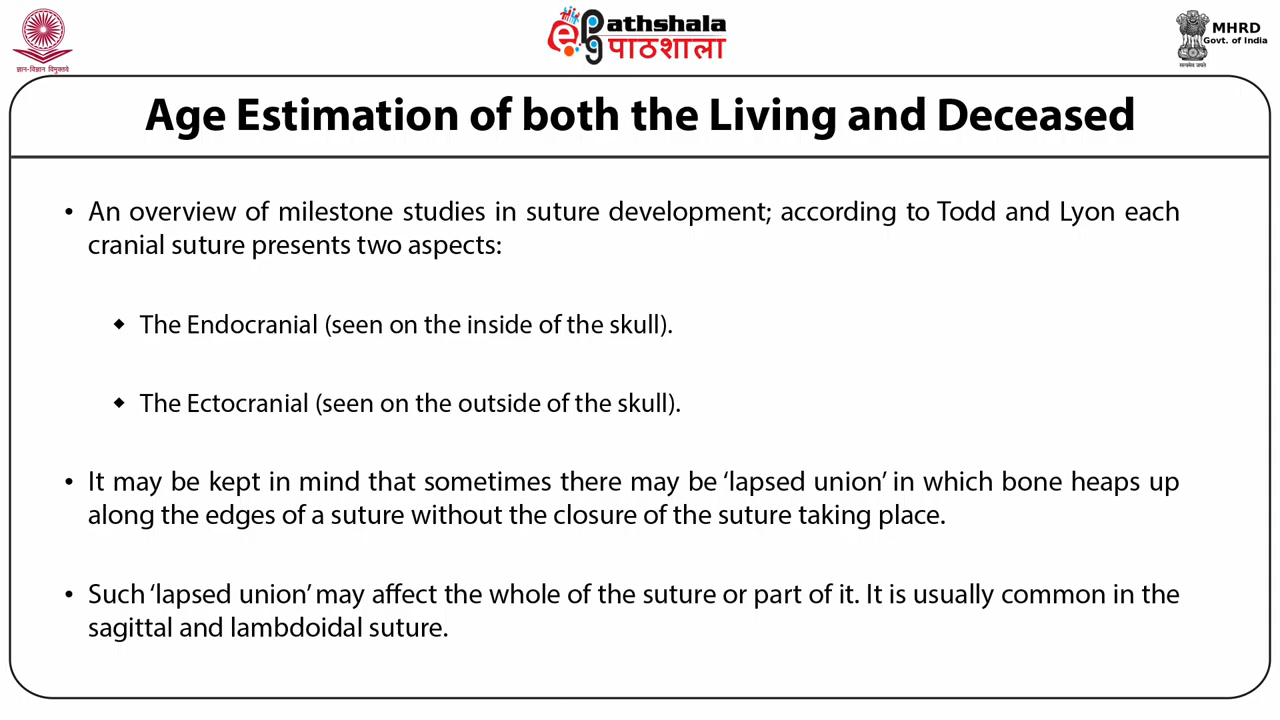 ज्ञान-विज्ञान विमुक्तये
ePG athshala
पाठशाला
सत्यमेव जयते
MHRD
Govt. of India
Age Estimation of both the Living and Deceased
• An overview of milestone studies in suture development; according to Todd and Lyon each
cranial suture presents two aspects:
◆ The Endocranial (seen on the inside of the skull).
◆ The Ectocranial (seen on the outside of the skull).
• It may be kept in mind that sometimes there may be ‘lapsed union’ in which bone heaps up
along the edges of a suture without the closure of the suture taking place.
• Such ‘lapsed union’ may affect the whole of the suture or part of it. It is usually common in the
sagittal and lambdoidal suture.